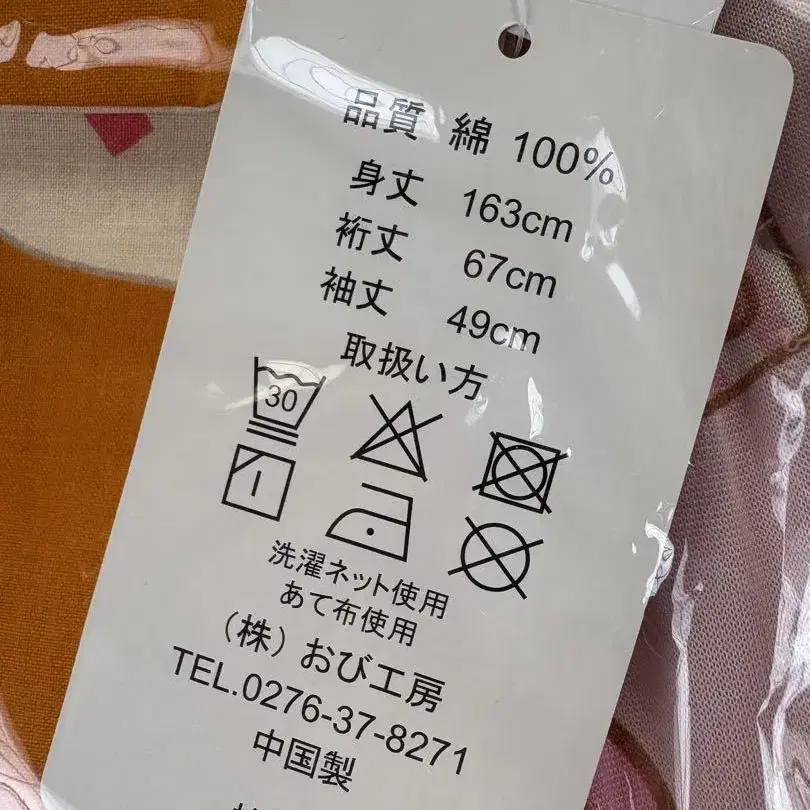 品質 綿 100%
身丈 163cm
裄丈 67cm
袖丈 49cm
取扱い方
30
洗濯ネット使用
あて布使用
(株) おび工房
TEL.0276-37-8271
中国製